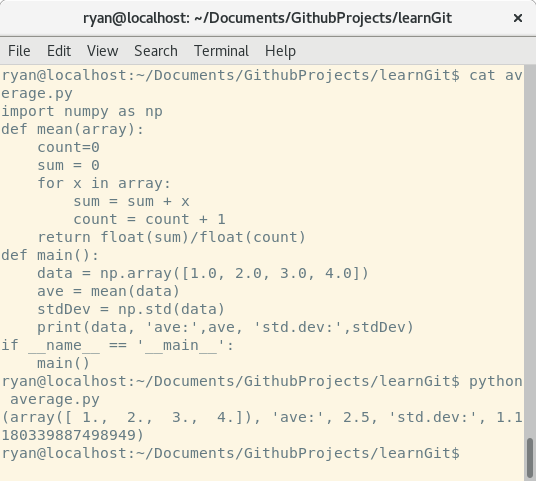 ryan@localhost: ~/Documents/GithubProjects/learnGit ×
File Edit View Search Terminal Help
ryan@localhost:~/Documents/GithubProjects/learnGit$ cat av
erage.py
import numpy as np
def mean(array):
    count=0
    sum = 0
    for x in array:
        sum = sum + x
        count = count + 1
    return float(sum)/float(count)
def main():
    data = np.array([1.0, 2.0, 3.0, 4.0])
    ave = mean(data)
    stdDev = np.std(data)
    print(data, 'ave:',ave, 'std.dev:',stdDev)
if __name__ == '__main__':
    main()
ryan@localhost:~/Documents/GithubProjects/learnGit$ python
 average.py
(array([ 1.,  2.,  3.,  4.]), 'ave:', 2.5, 'std.dev:', 1.1
180339887498949)
ryan@localhost:~/Documents/GithubProjects/learnGit$